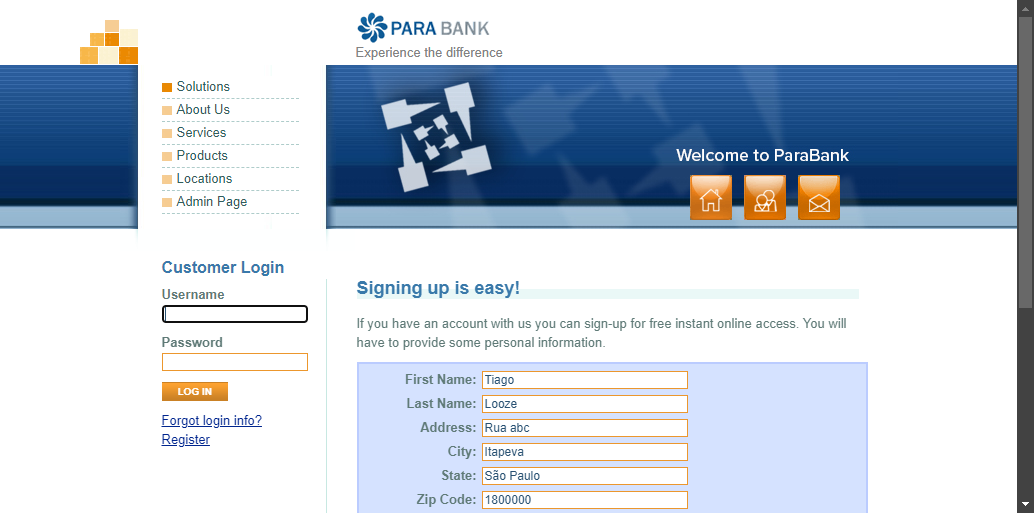 PARA BANK
Experience the difference
Solutions
About Us
Services
Products
Locations
Admin Page
Welcome to ParaBank
Customer Login
Username
Password
LOG IN
Forgot login info?
Register
Signing up is easy!
If you have an account with us you can sign-up for free instant online access. You will
have to provide some personal information.
First Name: Tiago
Last Name: Looze
Address: Rua abc
City: Itapeva
State: São Paulo
Zip Code: 1800000